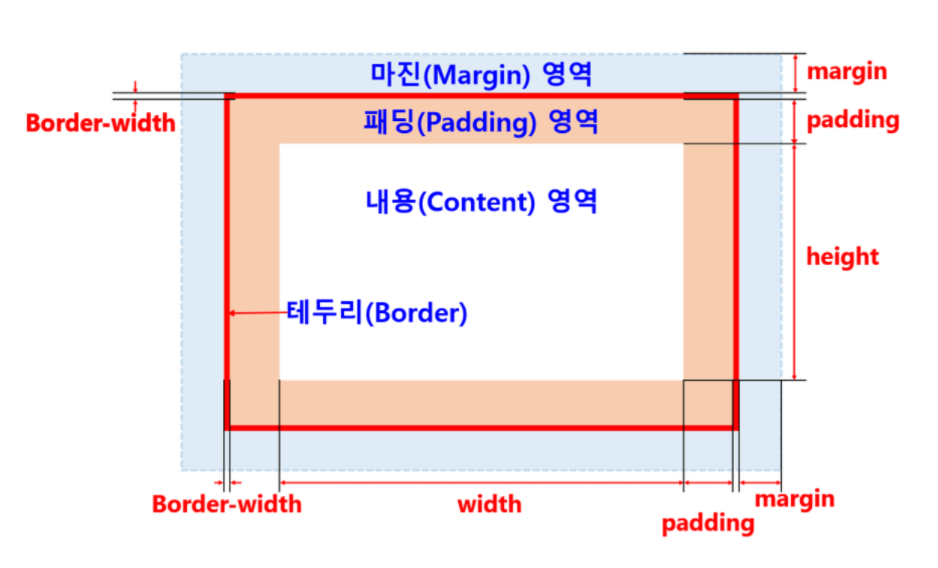 마진(Margin) 영역
margin
Border-width
패딩(Padding) 영역
padding
내용(Content) 영역
height
테두리(Border)
Border-width
width
margin
padding